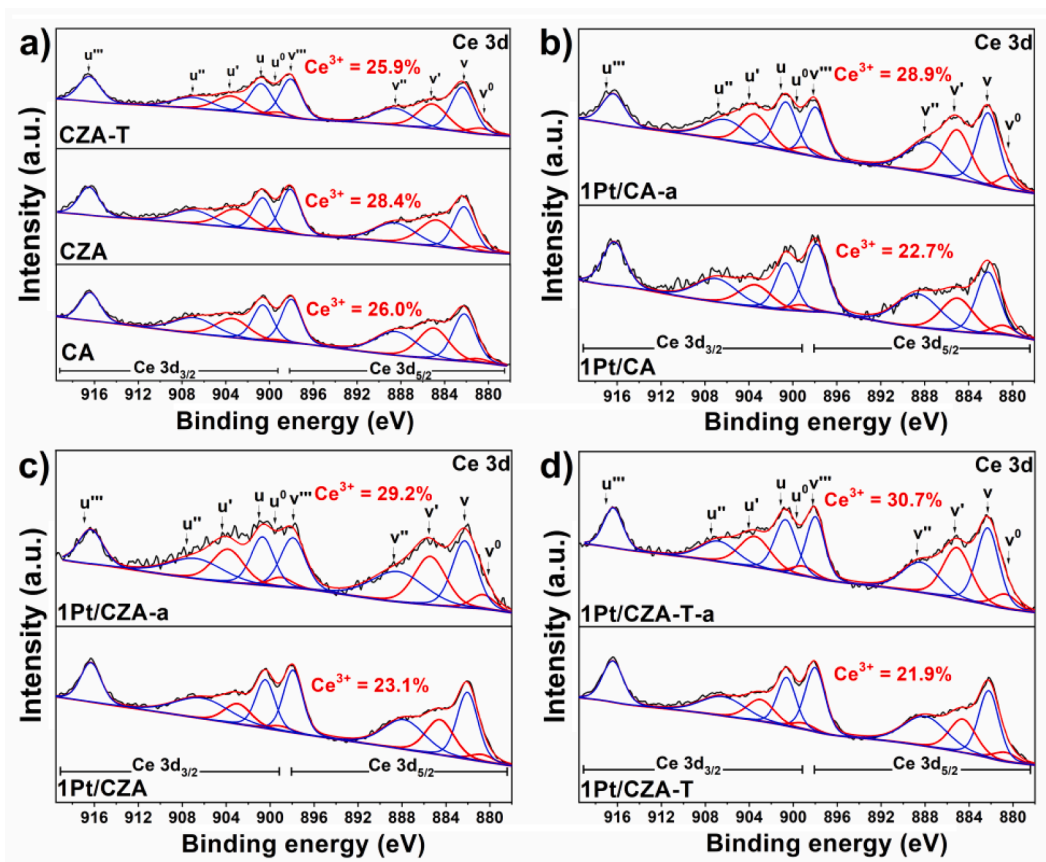 a)
Ce 3d
u''' u'' u' u u⁰ v''' v'' v' v v⁰
Ce³⁺ = 25.9%
CZA-T
Ce³⁺ = 28.4%
CZA
Ce³⁺ = 26.0%
CA
Ce 3d₃/₂ Ce 3d₅/₂
916 912 908 904 900 896 892 888 884 880
Binding energy (eV)
Intensity (a.u.)
b)
Ce 3d
u''' u'' u' u u⁰ v''' v'' v' v v⁰
Ce³⁺ = 28.9%
1Pt/CA-a
Ce³⁺ = 22.7%
Ce 3d₃/₂ Ce 3d₅/₂
1Pt/CA
916 912 908 904 900 896 892 888 884 880
Binding energy (eV)
Intensity (a.u.)
c)
Ce 3d
u''' u'' u' u u⁰ v''' v'' v' v v⁰
Ce³⁺ = 29.2%
1Pt/CZA-a
Ce³⁺ = 23.1%
Ce 3d₃/₂ Ce 3d₅/₂
1Pt/CZA
916 912 908 904 900 896 892 888 884 880
Binding energy (eV)
Intensity (a.u.)
d)
Ce 3d
u''' u'' u' u u⁰ v''' v'' v' v v⁰
Ce³⁺ = 30.7%
1Pt/CZA-T-a
Ce³⁺ = 21.9%
Ce 3d₃/₂ Ce 3d₅/₂
1Pt/CZA-T
916 912 908 904 900 896 892 888 884 880
Binding energy (eV)
Intensity (a.u.)